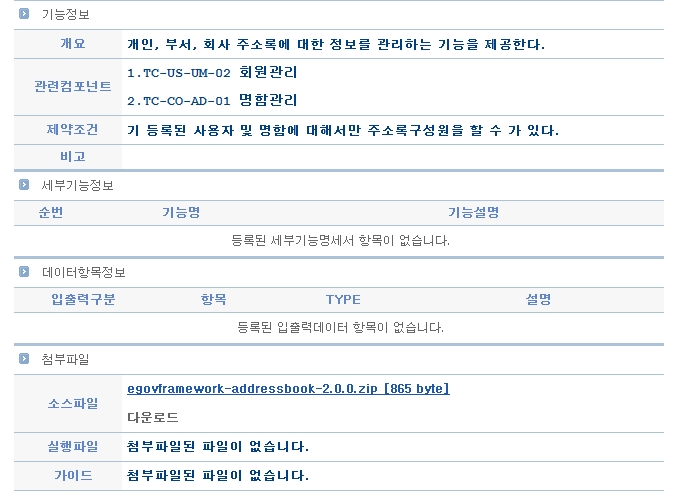 기능정보
개요 개인, 부서, 회사 주소록에 대한 정보를 관리하는 기능을 제공한다.
관련컴포넌트 1.TC-US-UM-02 회원관리
2.TC-CO-AD-01 명함관리
제약조건 기 등록된 사용자 및 명함에 대해서만 주소록구성원을 할 수 가 있다.
비고
세부기능정보
순번 기능명 기능설명
등록된 세부기능명세서 항목이 없습니다.
데이터항목정보
입출력구분 항목 TYPE 설명
등록된 입출력데이터 항목이 없습니다.
첨부파일
소스파일 egovframework-addressbook-2.0.0.zip [865 byte]
다운로드
실행파일 첨부파일된 파일이 없습니다.
가이드 첨부파일된 파일이 없습니다.